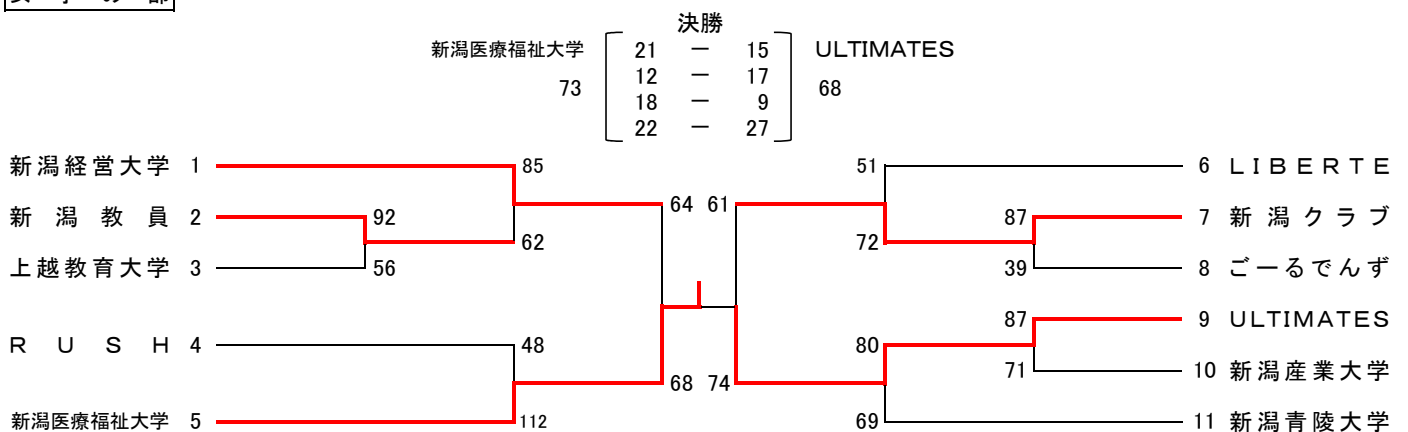 決勝
新潟医療福祉大学 21 － 15 ULTIMATES
12 － 17
73 68
18 － 9
22 － 27
新潟経営大学 1 85 51 6 LIBERTE
64 61
新潟教員 2 92 87 7 新潟クラブ
62 72
上越教育大学 3 56 39 8 ごーるでんず
87 9 ULTIMATES
RUSH 4 48 80
71 10 新潟産業大学
68 74
新潟医療福祉大学 5 112 69 11 新潟青陵大学